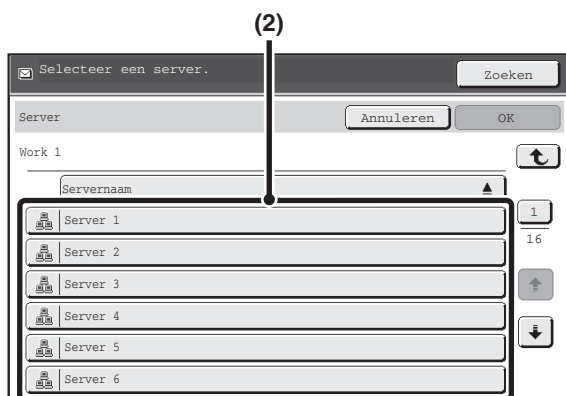 (2)
Selecteer een server.
Zoeken
Server
Annuleren
OK
Work 1
Servernaam
Server 1
1
16
Server 2
Server 3
Server 4
Server 5
Server 6